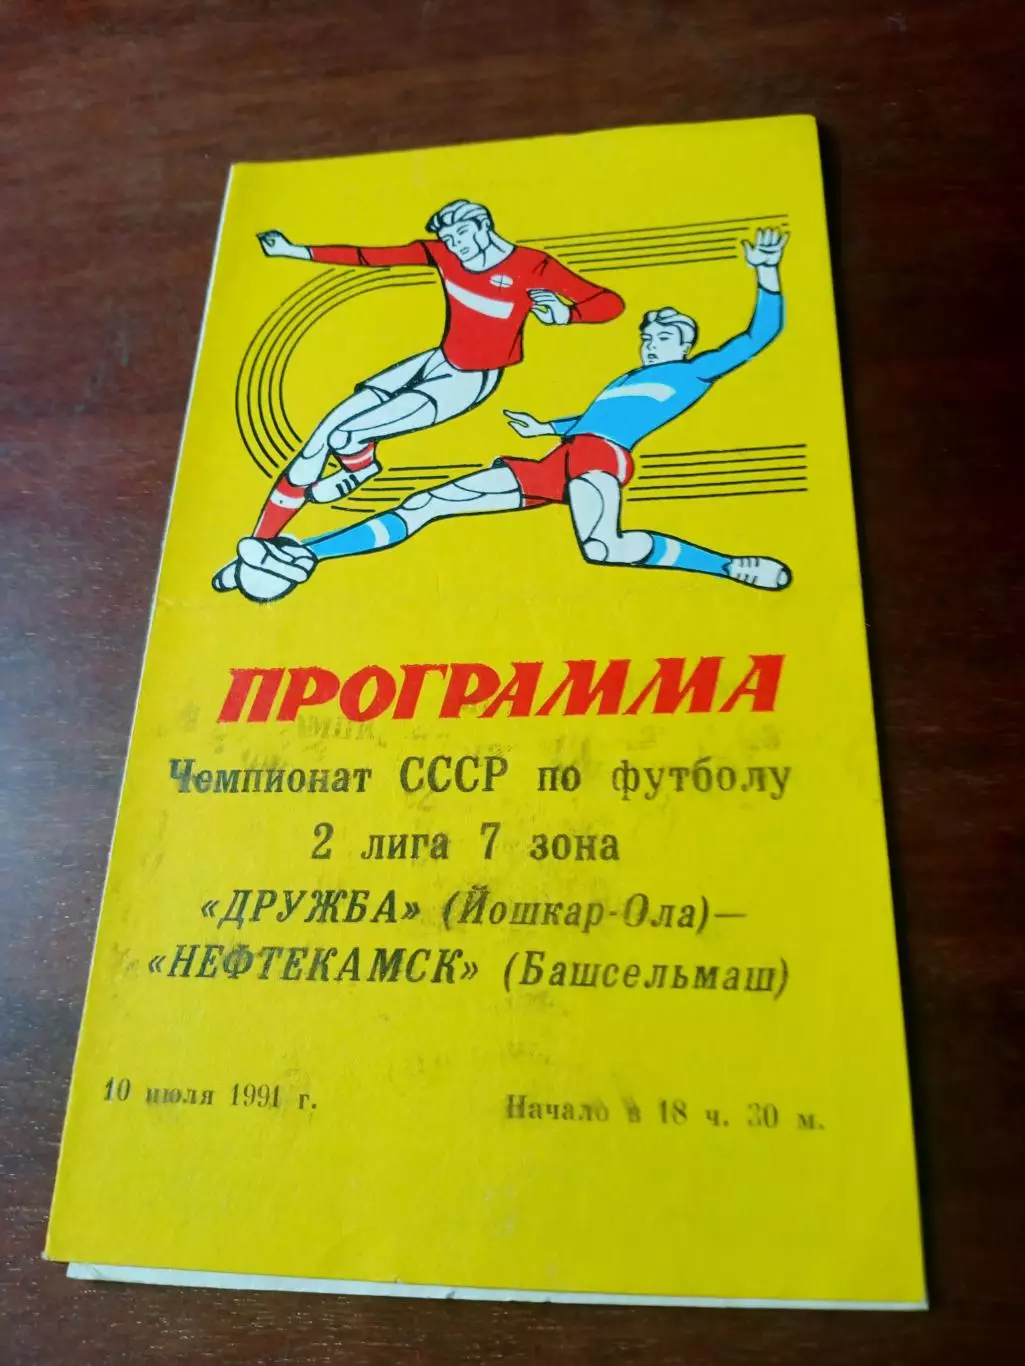 ПРОГРАММА
Чемпионат СССР по футболу
2 лига 7 зона
«ДРУЖБА» (Йошкар-Ола)—
«НЕФТЕКАМСК» (Башсельмаш)
10 июля 1991 г.
Начало в 18 ч. 30 м.